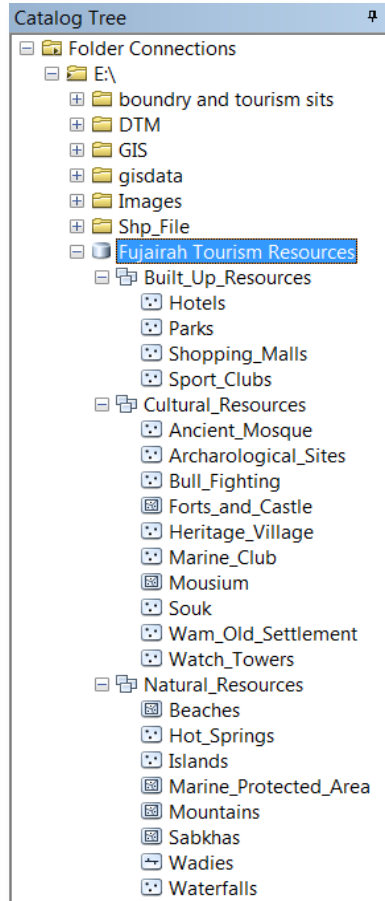 Catalog Tree
Folder Connections
E:\
boundry and tourism sits
DTM
GIS
gisdata
Images
Shp_File
Fujairah Tourism Resources
Built_Up_Resources
Hotels
Parks
Shopping_Malls
Sport_Clubs
Cultural_Resources
Ancient_Mosque
Archarological_Sites
Bull_Fighting
Forts_and_Castle
Heritage_Village
Marine_Club
Mousium
Souk
Wam_Old_Settlement
Watch_Towers
Natural_Resources
Beaches
Hot_Springs
Islands
Marine_Protected_Area
Mountains
Sabkhas
Wadies
Waterfalls